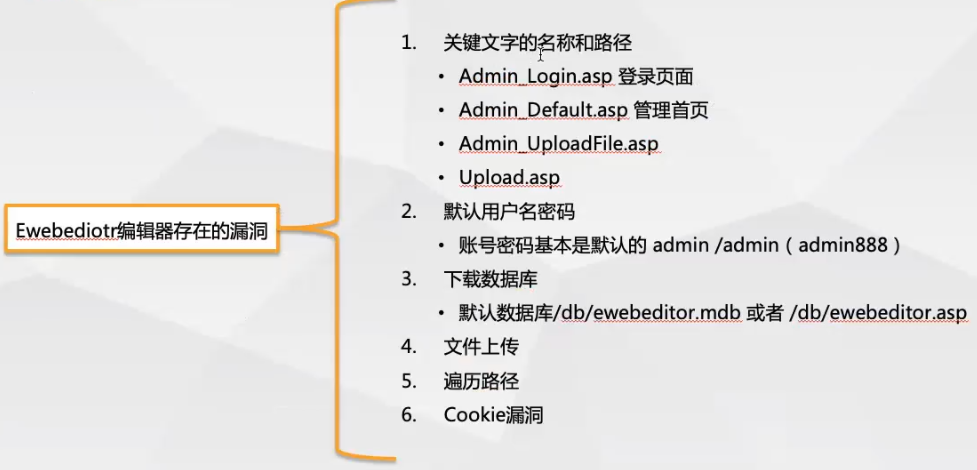 Ewebediotr编辑器存在的漏洞
1. 关键文字的名称和路径
• Admin_Login.asp 登录页面
• Admin_Default.asp 管理首页
• Admin_UploadFile.asp
• Upload.asp
2. 默认用户名密码
• 账号密码基本是默认的 admin /admin（admin888）
3. 下载数据库
• 默认数据库/db/ewebeditor.mdb 或者 /db/ewebeditor.asp
4. 文件上传
5. 遍历路径
6. Cookie漏洞